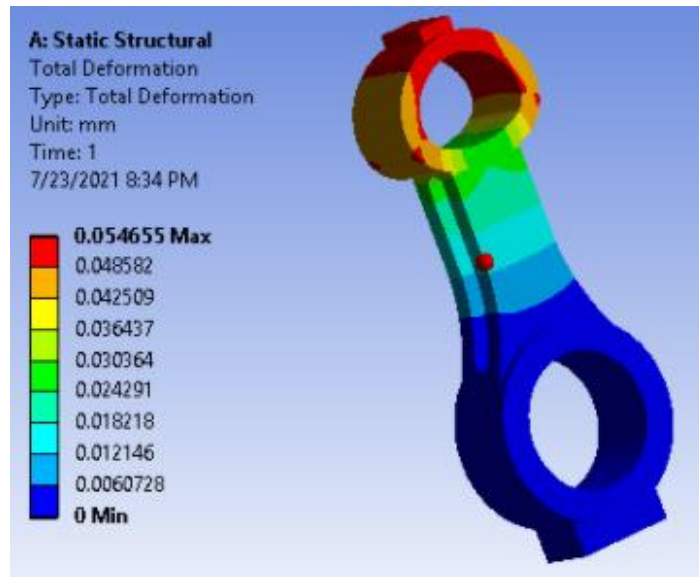 A: Static Structural
Total Deformation
Type: Total Deformation
Unit: mm
Time: 1
7/23/2021 8:34 PM
0.054655 Max
0.048582
0.042509
0.036437
0.030364
0.024291
0.018218
0.012146
0.0060728
0 Min